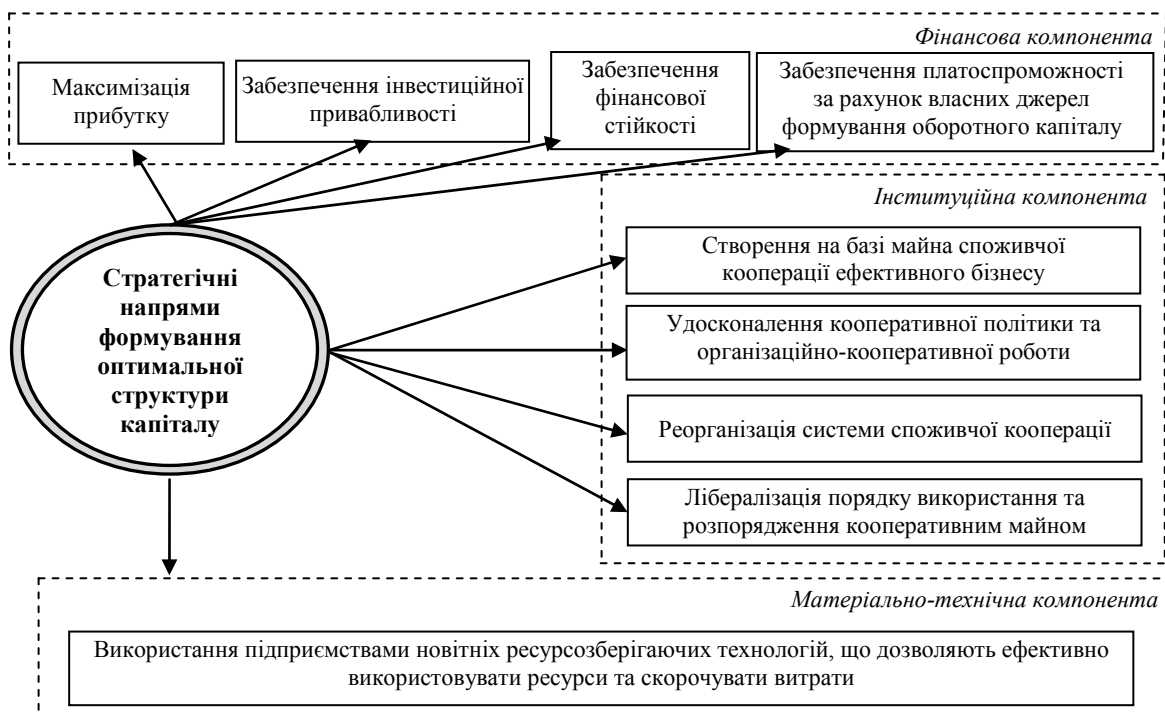 Фінансова компонента
Максимізація
прибутку
Забезпечення інвестиційної
привабливості
Забезпечення
фінансової
стійкості
Забезпечення платоспроможності
за рахунок власних джерел
формування оборотного капіталу
Інституційна компонента
Стратегічні
напрями
формування
оптимальної
структури
капіталу
Створення на базі майна споживчої
кооперації ефективного бізнесу
Удосконалення кооперативної політики та
організаційно-кооперативної роботи
Реорганізація системи споживчої кооперації
Лібералізація порядку використання та
розпорядження кооперативним майном
Матеріально-технічна компонента
Використання підприємствами новітніх ресурсозберігаючих технологій, що дозволяють ефективно
використовувати ресурси та скорочувати витрати